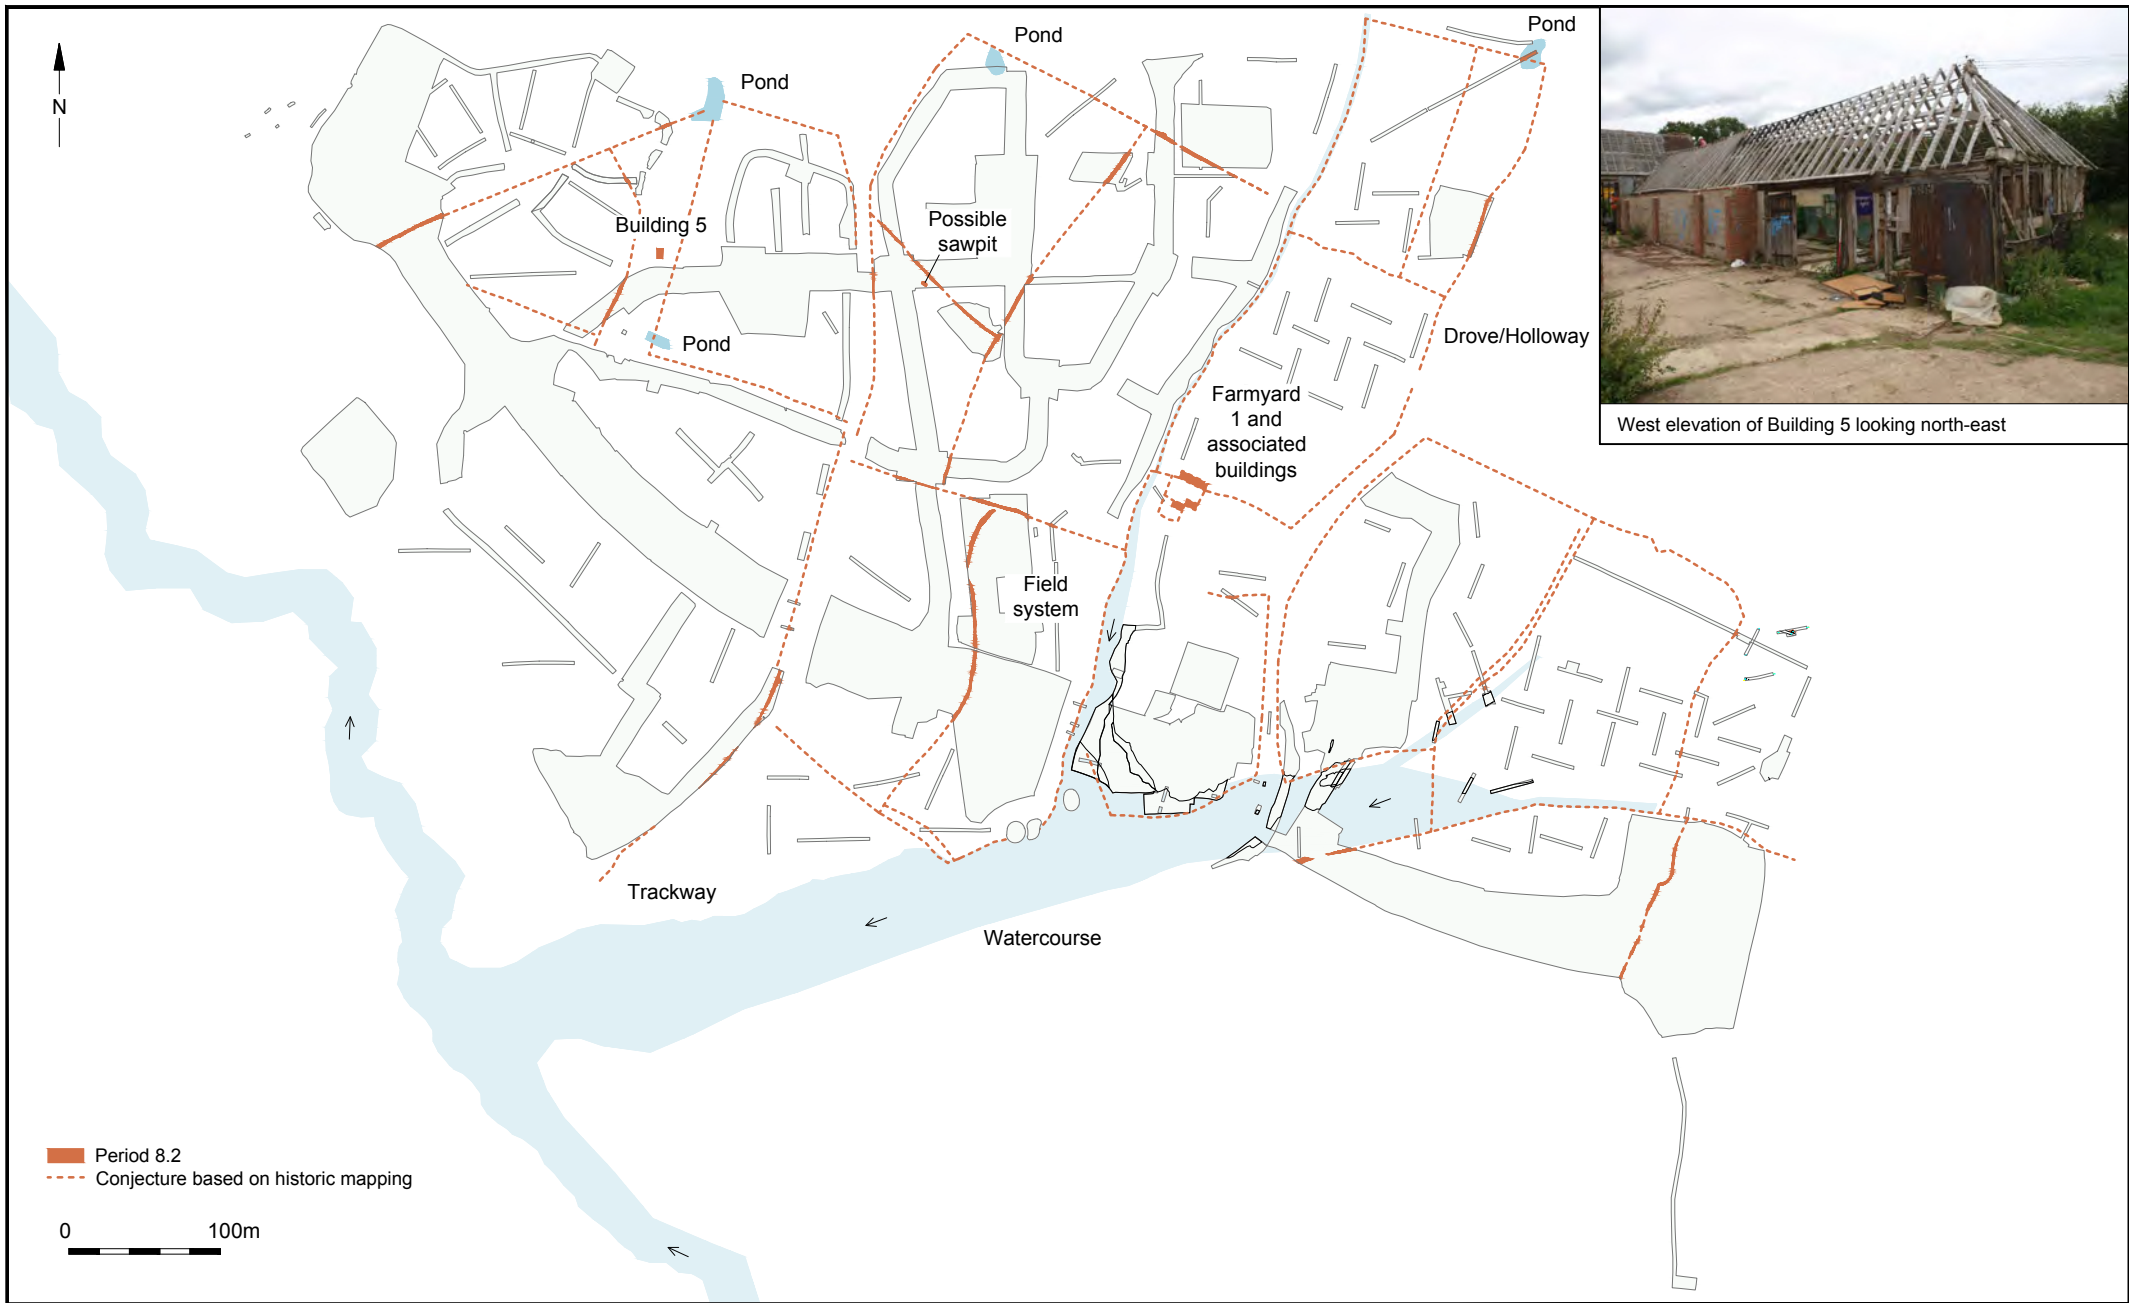 Pond
Pond
Pond
N
Building 5
Possible
sawpit
Pond
Drove/Holloway
Farmyard
1 and
associated
buildings
West elevation of Building 5 looking north-east
Field
system
Trackway
Watercourse
Period 8.2
Conjecture based on historic mapping
0 100m